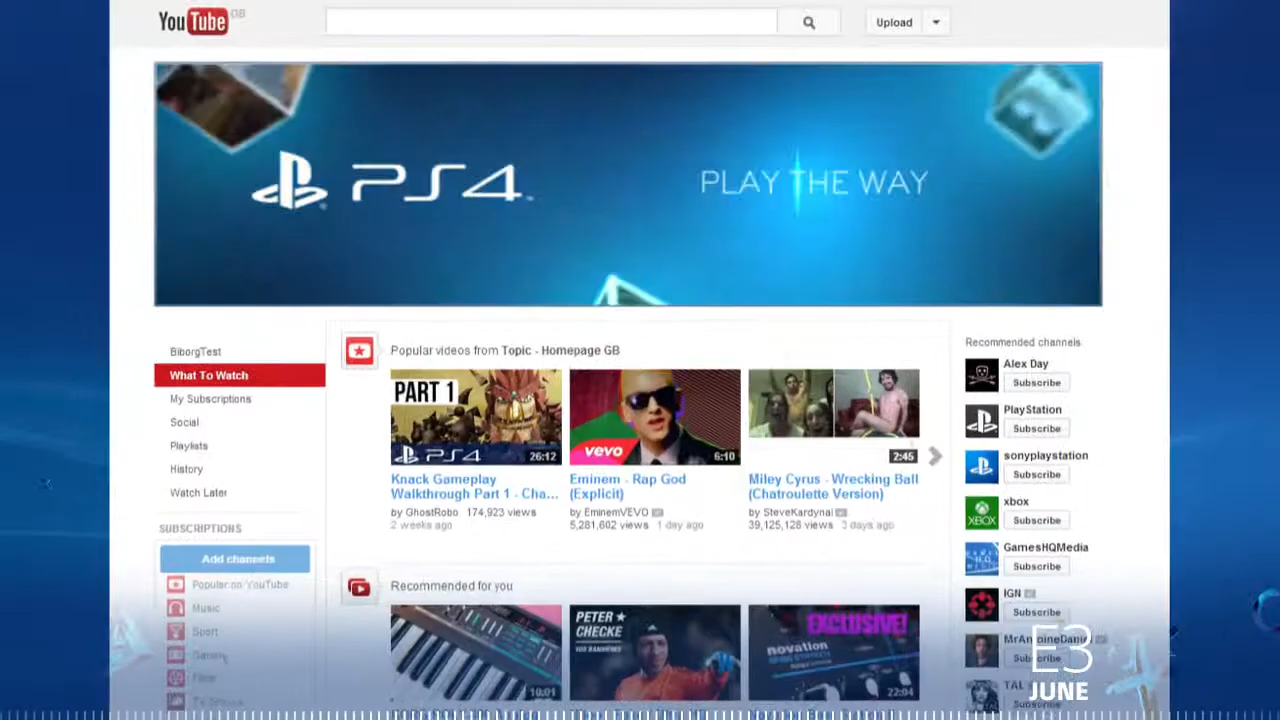 YouTube GB
Upload
PS4
PLAY THE WAY
BiborgTest
What To Watch
My Subscriptions
Social
Playlists
History
Watch Later
SUBSCRIPTIONS
Add channels
Popular on YouTube
Music
Sport
Gaming
Popular videos from Topic - Homepage GB
PART 1
PS4
26:12
Knack Gameplay
Walkthrough Part 1 - Cha...
by GhostRobo 174,923 views
2 weeks ago
vevo
6:10
Eminem - Rap God
(Explicit)
by EminemVEVO
5,281,602 views 1 day ago
2:45
Miley Cyrus - Wrecking Ball
(Chatroulette Version)
by SteveKardynal
39,125,128 views 3 days ago
Recommended for you
10:01
PETER
CHECKE
EXCLUSIVE!
novation
22:04
Recommended channels
Alex Day
Subscribe
PlayStation
Subscribe
sonyplaystation
Subscribe
xbox
XBOX
Subscribe
GamesHQMedia
Subscribe
IGN
Subscribe
MrAntoineDaniel
Subscribe
TAL
Subscribe
E3
JUNE